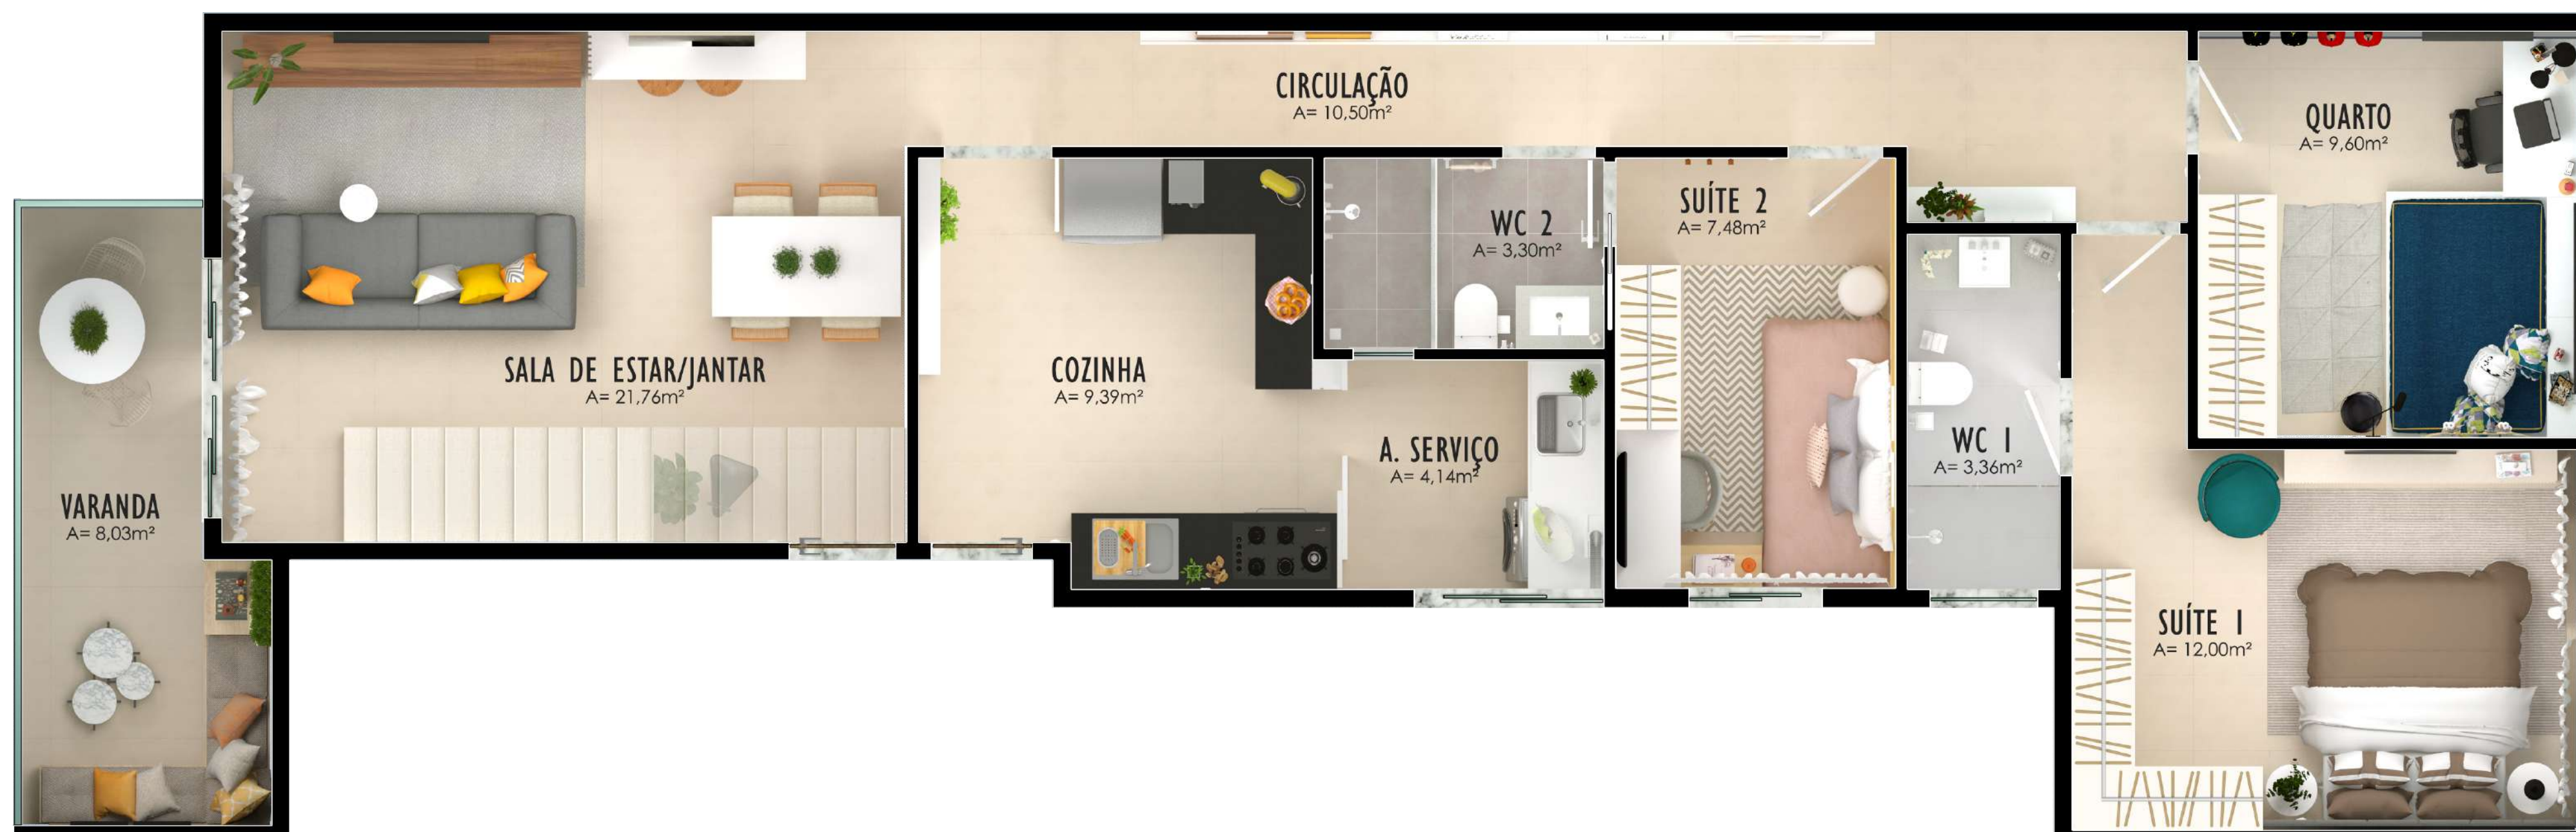 CIRCULAÇÃO
A= 10,50m²
QUARTO
A= 9,60m²
SUÍTE 2
A= 7,48m²
WC 2
A= 3,30m²
SALA DE ESTAR/JANTAR
A= 21,76m²
COZINHA
A= 9,39m²
A. SERVIÇO
A= 4,14m²
WC 1
A= 3,36m²
VARANDA
A= 8,03m²
SUÍTE 1
A= 12,00m²